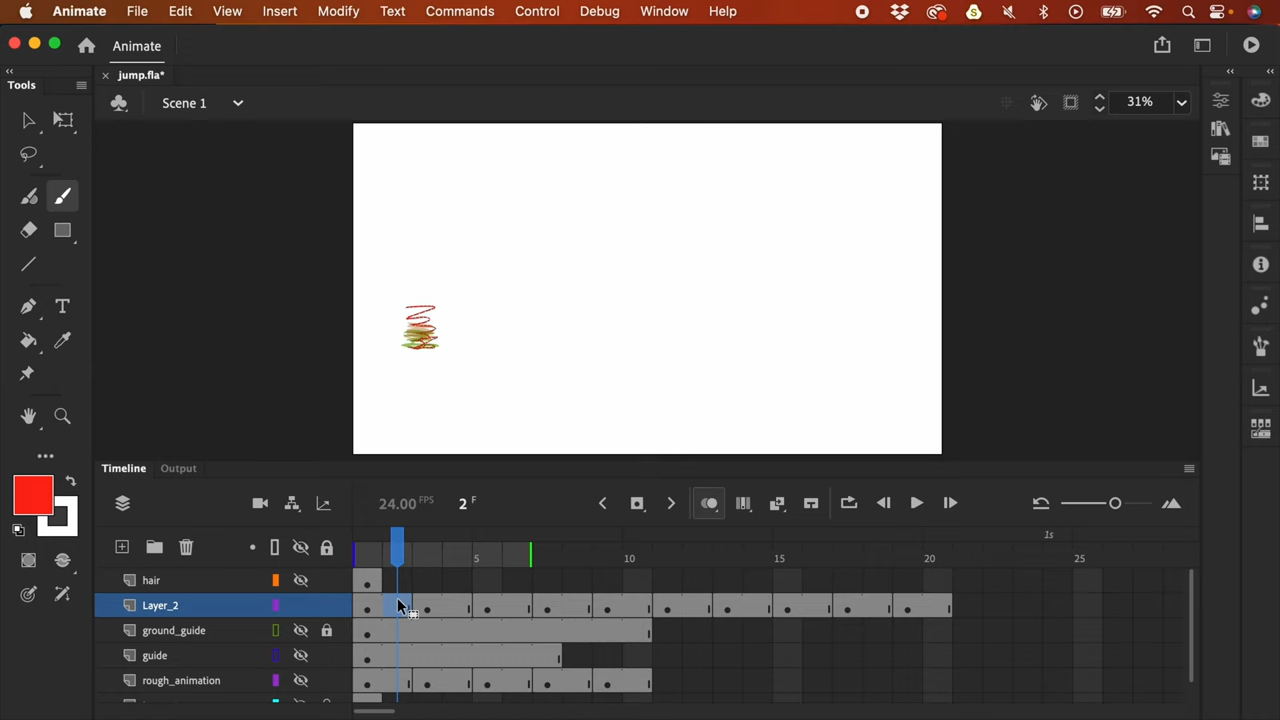 Animate File Edit View Insert Modify Text Commands Control Debug Window Help
Animate
Tools
jump.fla*
Scene 1
31%
Timeline Output
24.00 FPS 2 F
1s
5 10 15 20 25
hair
Layer_2
ground_guide
guide
rough_animation